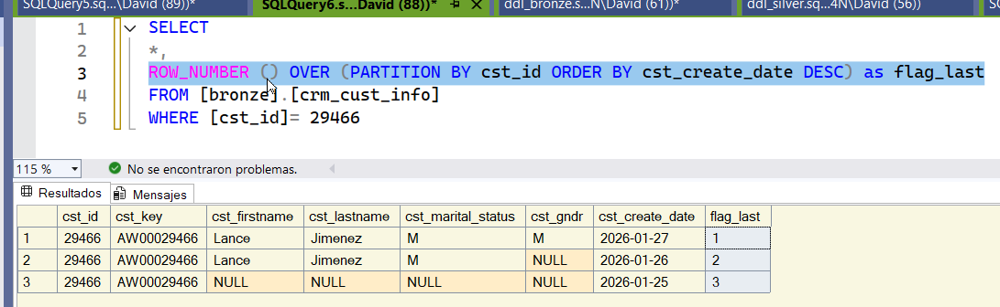 SQLQuery5.sq...\David (89))*
SQLQuery6.s...David (88))*
ddl_bronze.s...N\David (61))*
ddl_silver.sq...4N\David (56))
1 SELECT
2 *,
3 ROW_NUMBER () OVER (PARTITION BY cst_id ORDER BY cst_create_date DESC) as flag_last
4 FROM [bronze].[crm_cust_info]
5 WHERE [cst_id]= 29466
115 % No se encontraron problemas.
Resultados Mensajes
cst_id cst_key cst_firstname cst_lastname cst_marital_status cst_gndr cst_create_date flag_last
1 29466 AW00029466 Lance Jimenez M M 2026-01-27 1
2 29466 AW00029466 Lance Jimenez M NULL 2026-01-26 2
3 29466 AW00029466 NULL NULL NULL NULL 2026-01-25 3